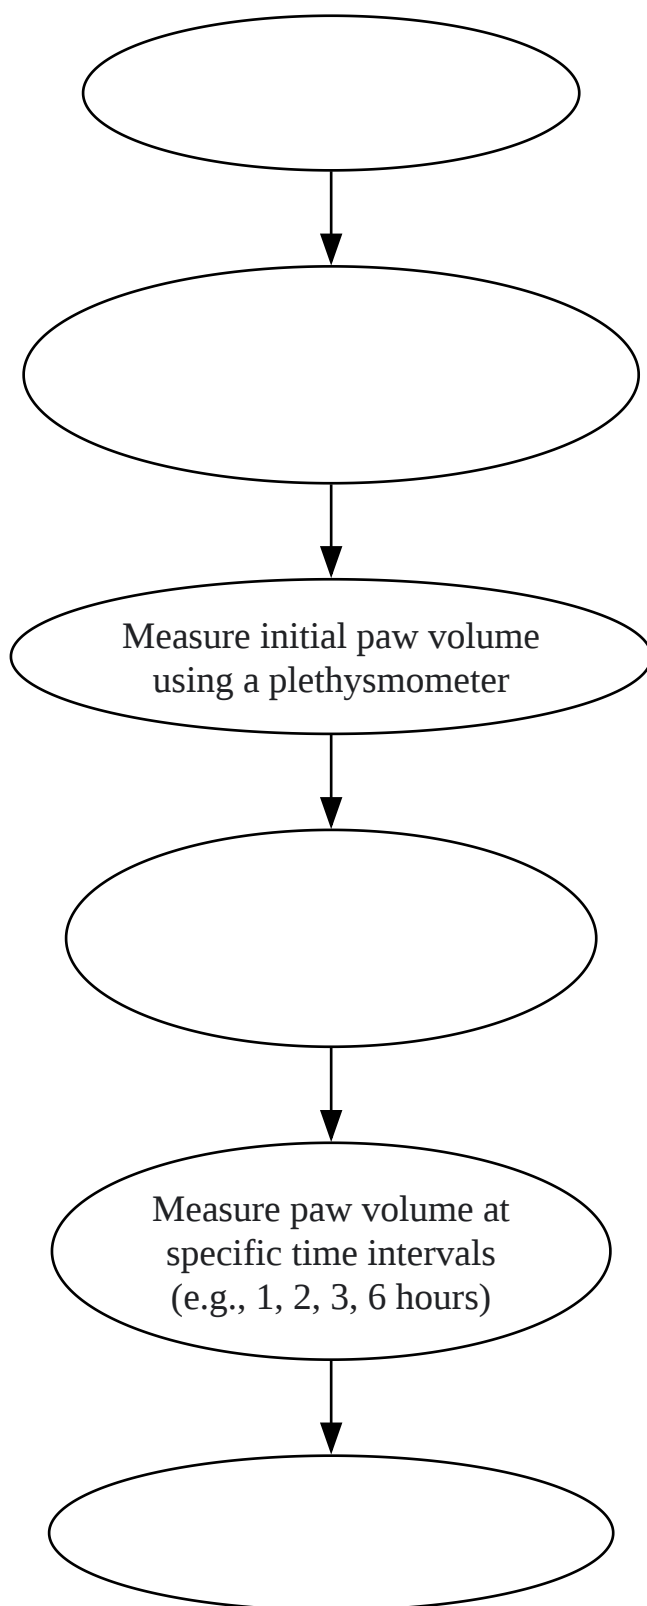 Measure initial paw volume
using a plethysmometer
Measure paw volume at
specific time intervals
(e.g., 1, 2, 3, 6 hours)